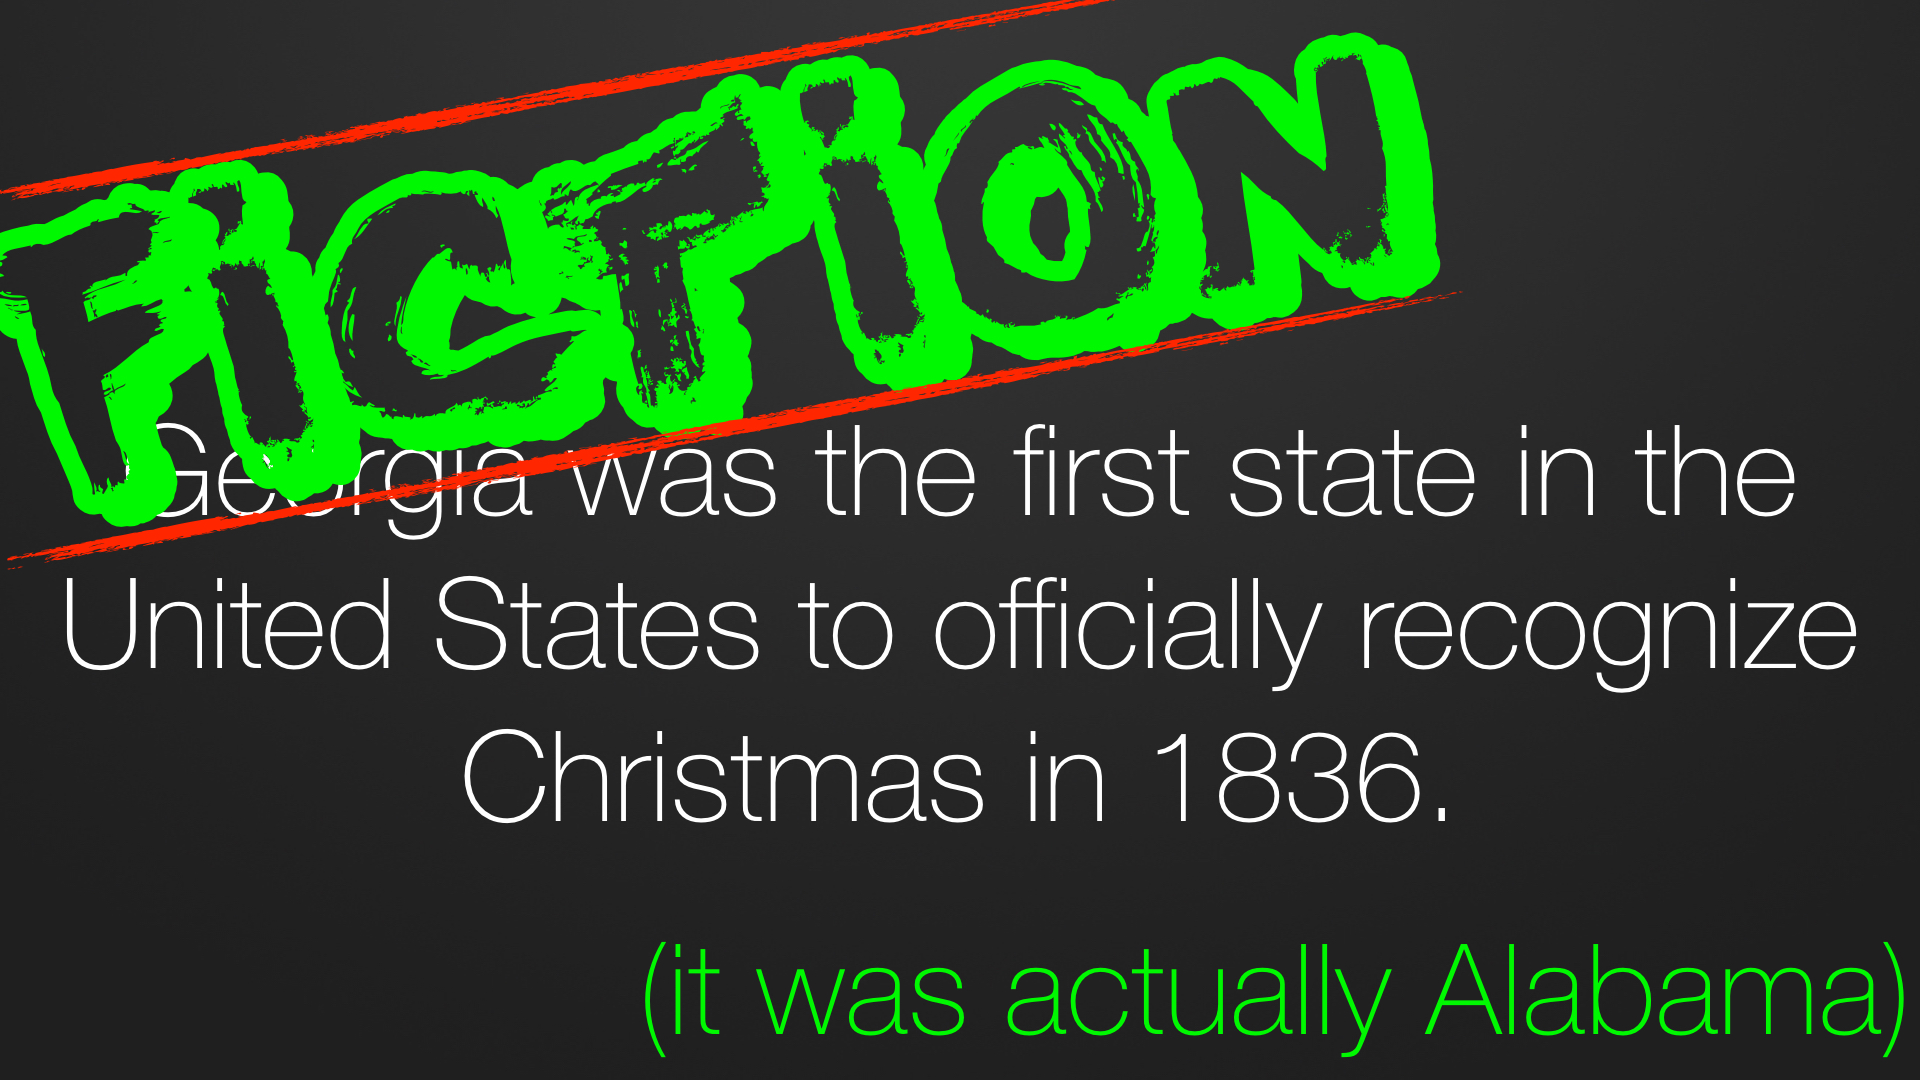 FiCTiON
Georgia was the first state in the
United States to officially recognize
Christmas in 1836.
(it was actually Alabama)